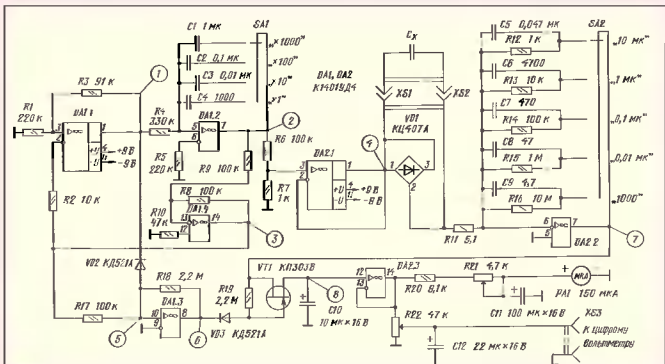 C1 1 МК
SA1
„×1000"
C2 0,1 МК
„×100"
C3 0,01 МК
„×10"
C4 1000
„×1"
R3 91 К
1
R1
220 К
DA1.1
+U
-U
+9 В
-9 В
R4
330 К
DA1.2
R5
220 К
R9 100 К
2
R6 100 К
R7
1 К
R8 100 К
R10
47 К
DA1.4
3
R2 10 К
DA1, DA2
К1401УД4
Cx
XS1
XS2
VD1
КЦ407А
DA2.1
+U
-U
+9 В
-9 В
4
R11 5,1
C5 0,047 МК
R12 1 К
C6 4700
R13 10 К
C7 470
R14 100 К
C8 47
R15 1 М
C9 4,7
R16 10 М
SA2
„10 МК"
„1 МК"
„0,1 МК"
„0,01 МК"
„1000"
DA2.2
7
VD2 КД521А
R18 2,2 М
R17 100 К
DA1.3
5
6
VD3 КД521А
R19
2,2 М
VT1 КП303В
8
C10
10 МК×16 В
DA2.3
R20 9,1 К
R21 4,7 К
МКА
PA1 150 МКА
R22 47 К
C11 100 МК×16 В
C12 22 МК×16 В
XS3
К цифровому
вольтметру